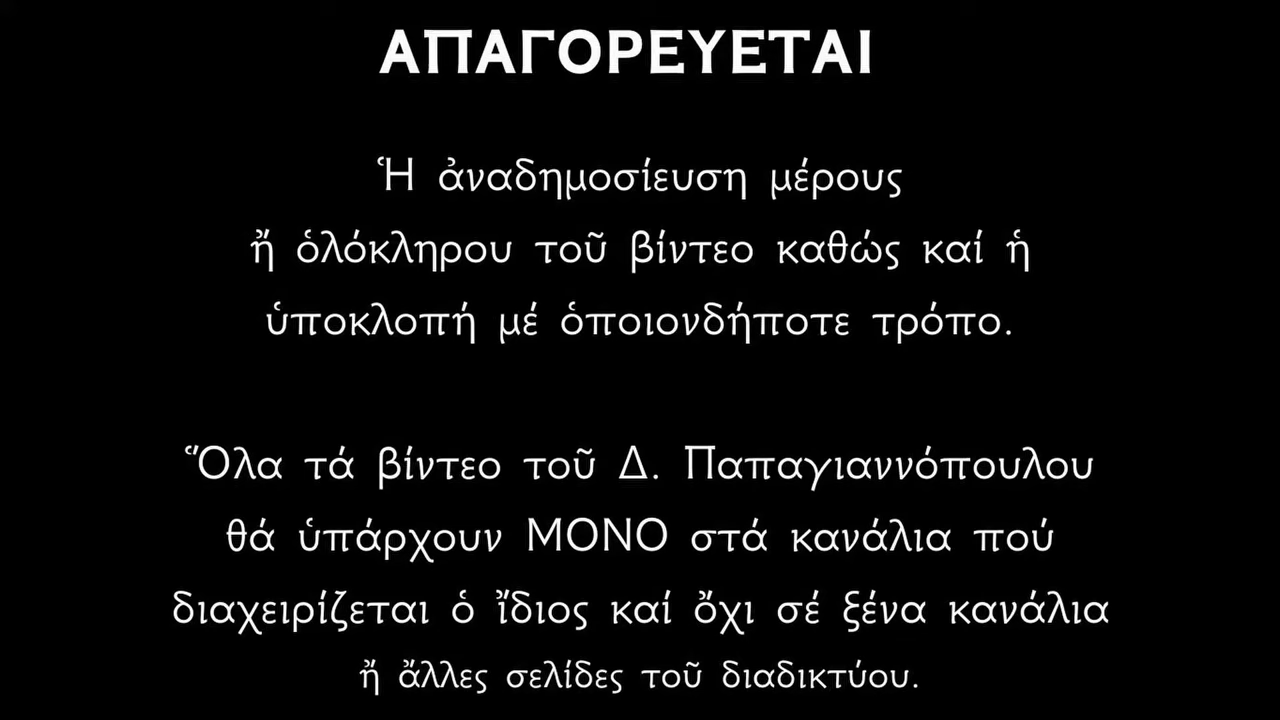 ΑΠΑΓΟΡΕΥΕΤΑΙ
Ἡ ἀναδημοσίευση μέρους
ἤ ὁλόκληρου τοῦ βίντεο καθώς καί ἡ
ὑποκλοπή μέ ὁποιονδήποτε τρόπο.
Ὅλα τά βίντεο τοῦ Δ. Παπαγιαννόπουλου
θά ὑπάρχουν ΜΟΝΟ στά κανάλια πού
διαχειρίζεται ὁ ἴδιος καί ὄχι σέ ξένα κανάλια
ἤ ἄλλες σελίδες τοῦ διαδικτύου.